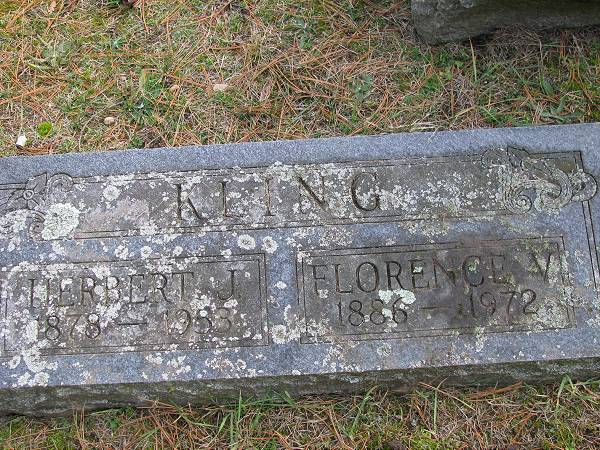 KLING
HERBERT J.
1878 — 1953
FLORENCE V.
1886 — 1972